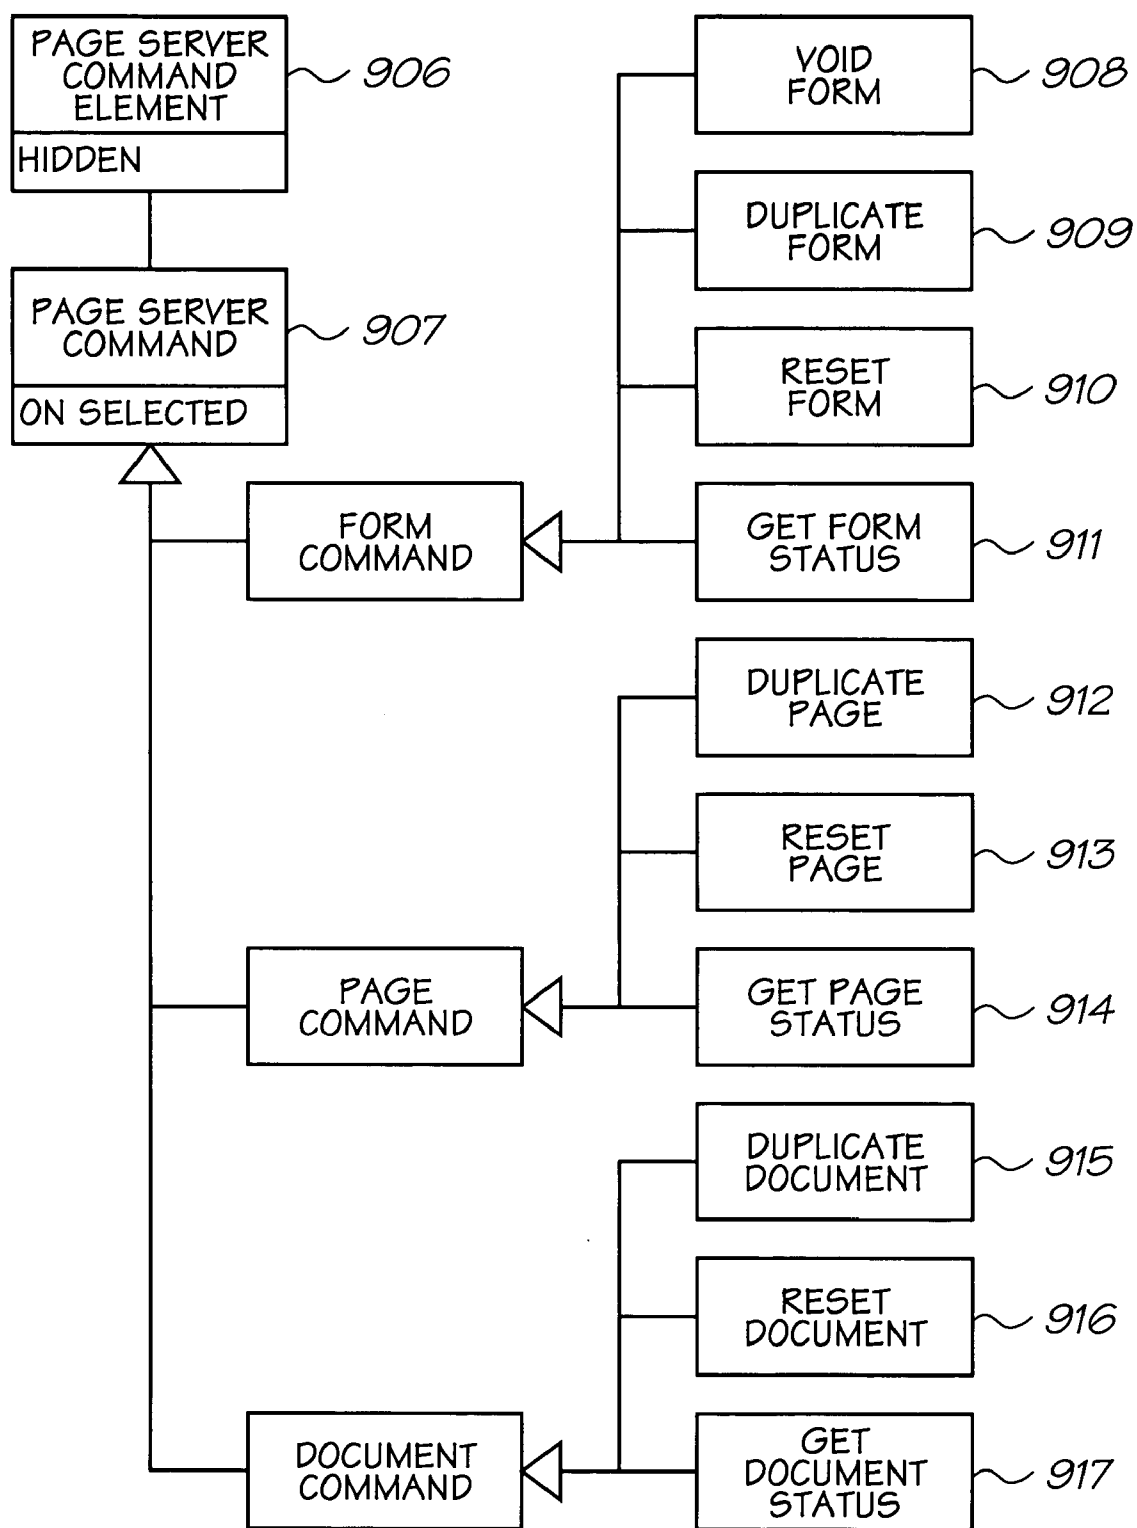 PAGE SERVER
COMMAND
ELEMENT
906
HIDDEN
PAGE SERVER
COMMAND
907
ON SELECTED
VOID
FORM
908
DUPLICATE
FORM
909
RESET
FORM
910
FORM
COMMAND
GET FORM
STATUS
911
DUPLICATE
PAGE
912
RESET
PAGE
913
PAGE
COMMAND
GET PAGE
STATUS
914
DUPLICATE
DOCUMENT
915
RESET
DOCUMENT
916
DOCUMENT
COMMAND
GET
DOCUMENT
STATUS
917